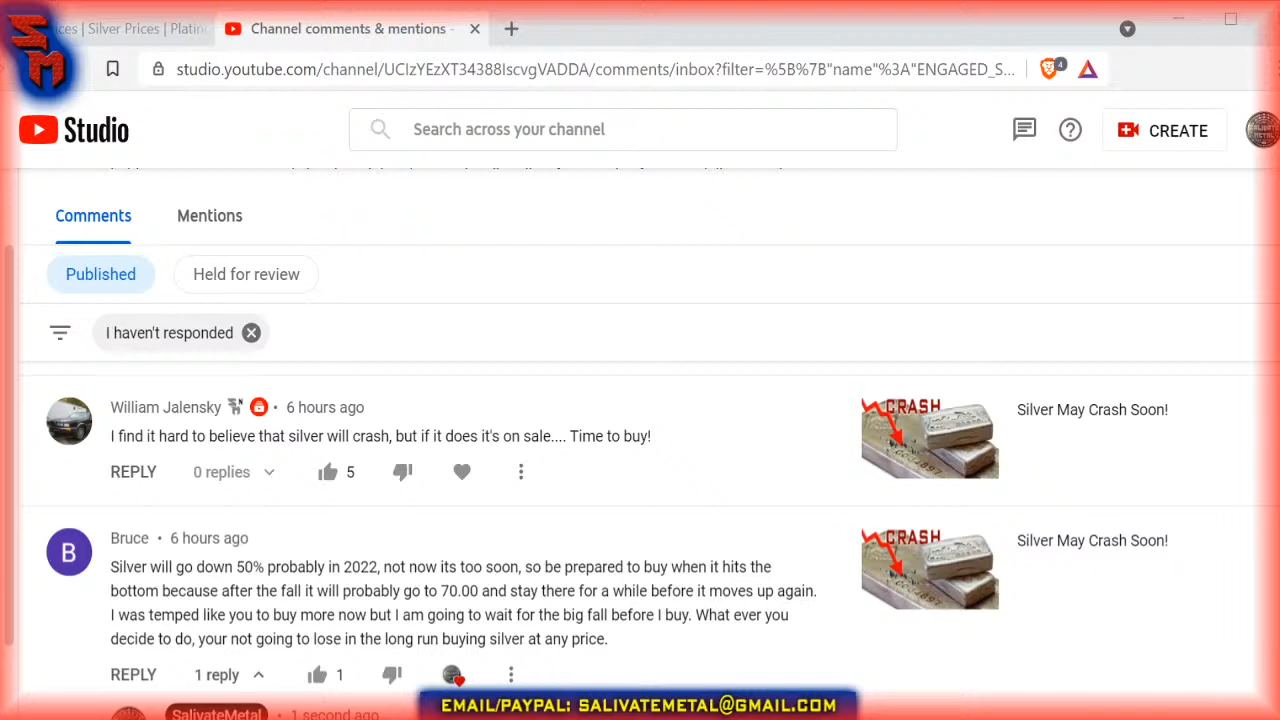 SM
ces | Silver Prices | Platin
Channel comments & mentions -
studio.youtube.com/channel/UCIzYEzXT34388IscvgVADDA/comments/inbox?filter=%5B%7B"name"%3A"ENGAGED_S...
4
Studio
Search across your channel
CREATE
Comments
Mentions
Published
Held for review
I haven't responded
William Jalensky • 6 hours ago
I find it hard to believe that silver will crash, but if it does it's on sale.... Time to buy!
REPLY 0 replies 5
CRASH
Silver May Crash Soon!
B
Bruce • 6 hours ago
Silver will go down 50% probably in 2022, not now its too soon, so be prepared to buy when it hits the
bottom because after the fall it will probably go to 70.00 and stay there for a while before it moves up again.
I was temped like you to buy more now but I am going to wait for the big fall before I buy. What ever you
decide to do, your not going to lose in the long run buying silver at any price.
REPLY 1 reply 1
CRASH
Silver May Crash Soon!
SalivateMetal • 1 second ago
EMAIL/PAYPAL: SALIVATEMETAL@GMAIL.COM